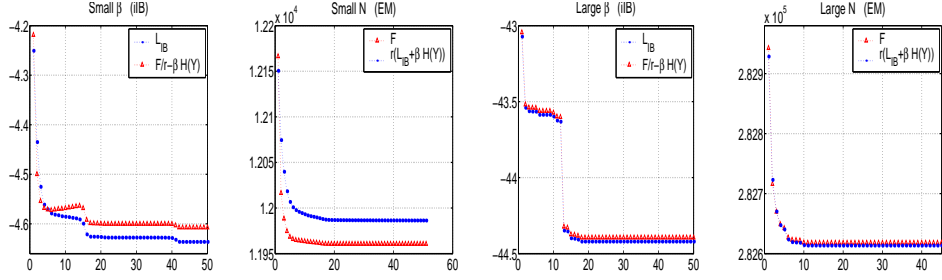 Small β (iIB)
−4.2
−4.3
−4.4
−4.5
−4.6
0 10 20 30 40 50
L_IB
F/r−β H(Y)
Small N (EM)
x 10^4
1.22
1.215
1.21
1.205
1.20
1.195
0 20 40 60
F
r(L_IB+β H(Y))
Large β (iIB)
−43
−43.5
−44
−44.5
0 10 20 30 40 50
L_IB
F/r−β H(Y)
Large N (EM)
x 10^5
2.829
2.828
2.827
2.826
0 10 20 30 40
F
r(L_IB+β H(Y))